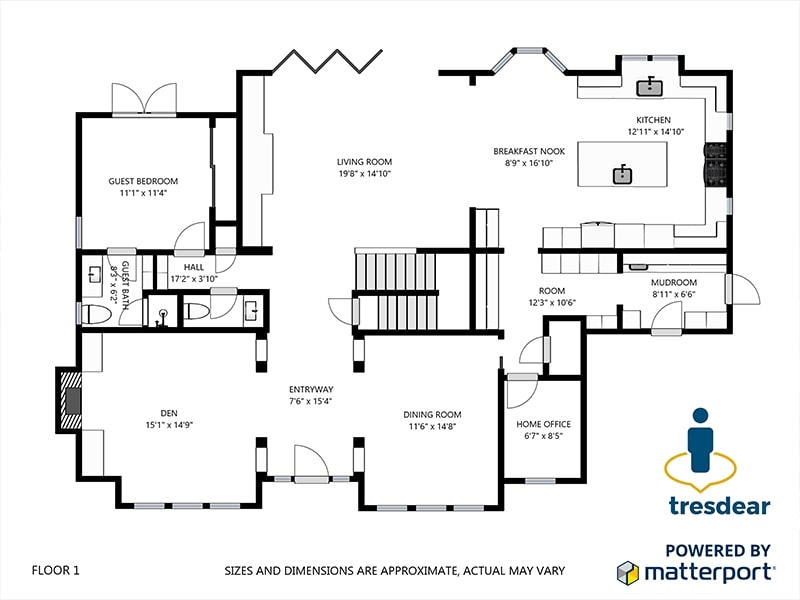 KITCHEN
12'11" x 14'10"
BREAKFAST NOOK
8'9" x 16'10"
LIVING ROOM
19'8" x 14'10"
GUEST BEDROOM
11'1" x 11'4"
HALL
17'2" x 3'10"
GUEST BATH
8'3" x 6'2"
ROOM
12'3" x 10'6"
MUDROOM
8'11" x 6'6"
ENTRYWAY
7'6" x 15'4"
DEN
15'1" x 14'9"
DINING ROOM
11'6" x 14'8"
HOME OFFICE
6'7" x 8'5"
tresdear
POWERED BY
matterport
FLOOR 1
SIZES AND DIMENSIONS ARE APPROXIMATE, ACTUAL MAY VARY